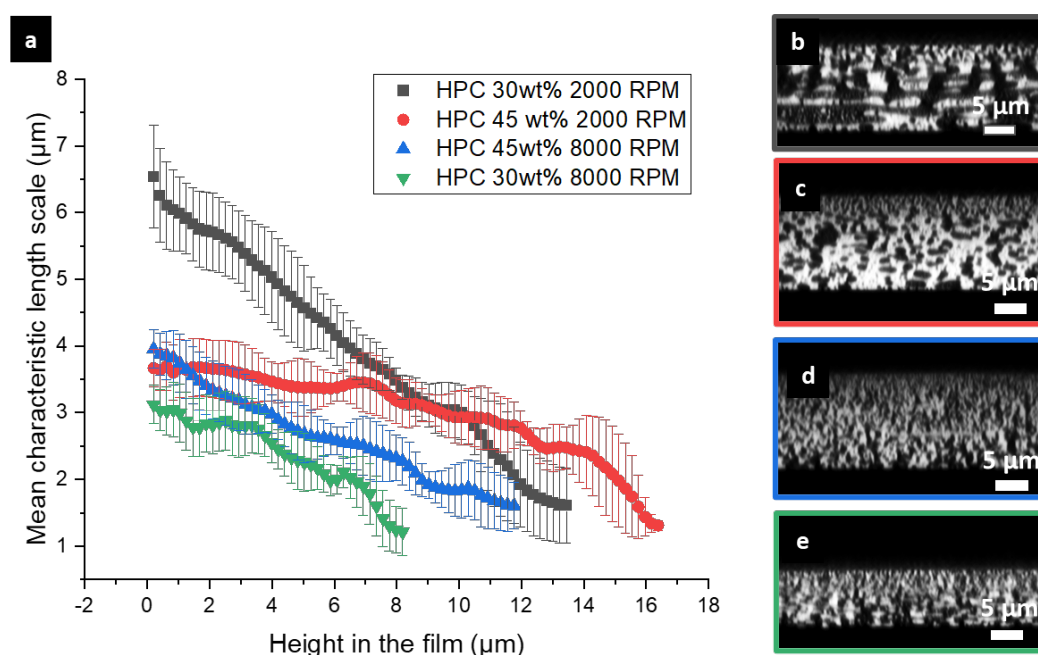 a
8
7
6
5
4
3
2
1
-2
0
2
4
6
8
10
12
14
16
18
Mean characteristic length scale (μm)
Height in the film (μm)
HPC 30wt% 2000 RPM
HPC 45 wt% 2000 RPM
HPC 45wt% 8000 RPM
HPC 30wt% 8000 RPM
b
5 μm
c
5 μm
d
5 μm
e
5 μm